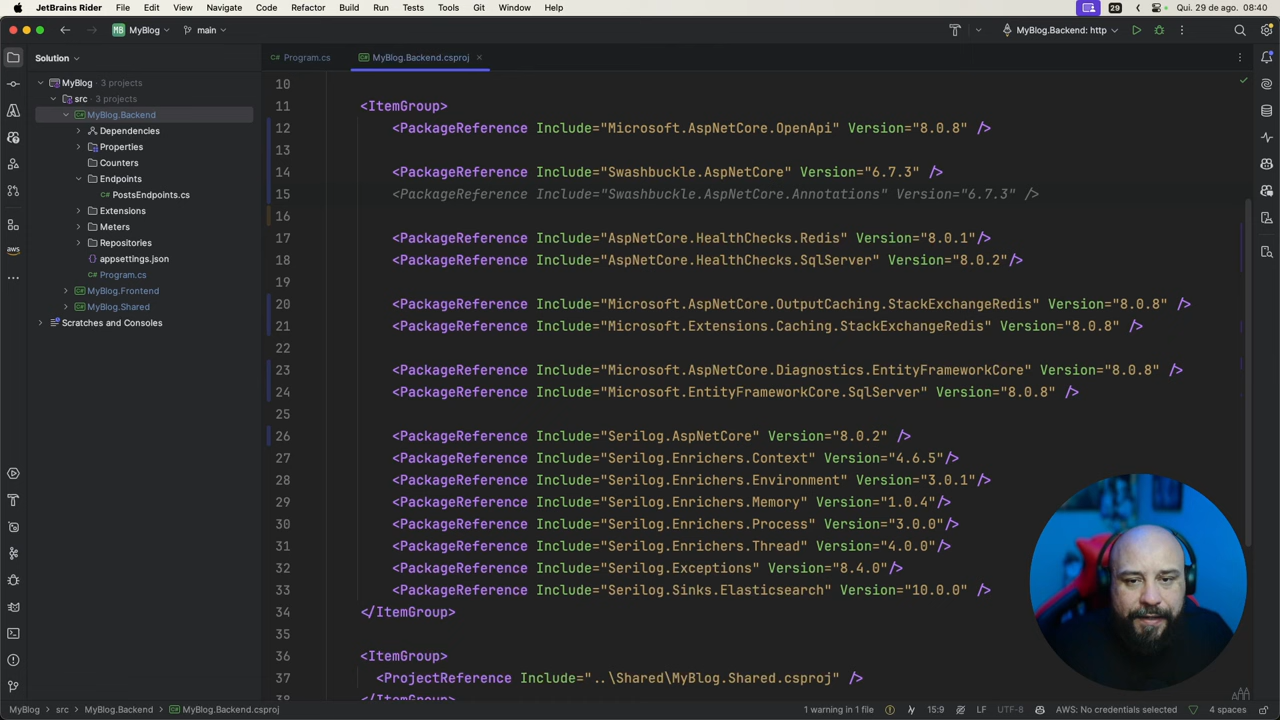 JetBrains Rider File Edit View Navigate Code Refactor Build Run Tests Tools Git Window Help 29 Qui. 29 de ago. 08:40
MB MyBlog main MyBlog.Backend: http
Solution Program.cs MyBlog.Backend.csproj
MyBlog 3 projects
src 3 projects
MyBlog.Backend
Dependencies
Properties
Counters
Endpoints
PostsEndpoints.cs
Extensions
Meters
Repositories
appsettings.json
Program.cs
MyBlog.Frontend
MyBlog.Shared
Scratches and Consoles
aws
10
11 <ItemGroup>
12 <PackageReference Include="Microsoft.AspNetCore.OpenApi" Version="8.0.8" />
13
14 <PackageReference Include="Swashbuckle.AspNetCore" Version="6.7.3" />
15 <PackageReference Include="Swashbuckle.AspNetCore.Annotations" Version="6.7.3" />
16
17 <PackageReference Include="AspNetCore.HealthChecks.Redis" Version="8.0.1"/>
18 <PackageReference Include="AspNetCore.HealthChecks.SqlServer" Version="8.0.2"/>
19
20 <PackageReference Include="Microsoft.AspNetCore.OutputCaching.StackExchangeRedis" Version="8.0.8" />
21 <PackageReference Include="Microsoft.Extensions.Caching.StackExchangeRedis" Version="8.0.8" />
22
23 <PackageReference Include="Microsoft.AspNetCore.Diagnostics.EntityFrameworkCore" Version="8.0.8" />
24 <PackageReference Include="Microsoft.EntityFrameworkCore.SqlServer" Version="8.0.8" />
25
26 <PackageReference Include="Serilog.AspNetCore" Version="8.0.2" />
27 <PackageReference Include="Serilog.Enrichers.Context" Version="4.6.5"/>
28 <PackageReference Include="Serilog.Enrichers.Environment" Version="3.0.1"/>
29 <PackageReference Include="Serilog.Enrichers.Memory" Version="1.0.4"/>
30 <PackageReference Include="Serilog.Enrichers.Process" Version="3.0.0"/>
31 <PackageReference Include="Serilog.Enrichers.Thread" Version="4.0.0"/>
32 <PackageReference Include="Serilog.Exceptions" Version="8.4.0"/>
33 <PackageReference Include="Serilog.Sinks.Elasticsearch" Version="10.0.0" />
34 </ItemGroup>
35
36 <ItemGroup>
37 <ProjectReference Include="..\Shared\MyBlog.Shared.csproj" />
38 </ItemGroup>
MyBlog src MyBlog.Backend MyBlog.Backend.csproj 1 warning in 1 file 15:9 LF UTF-8 AWS: No credentials selected 4 spaces